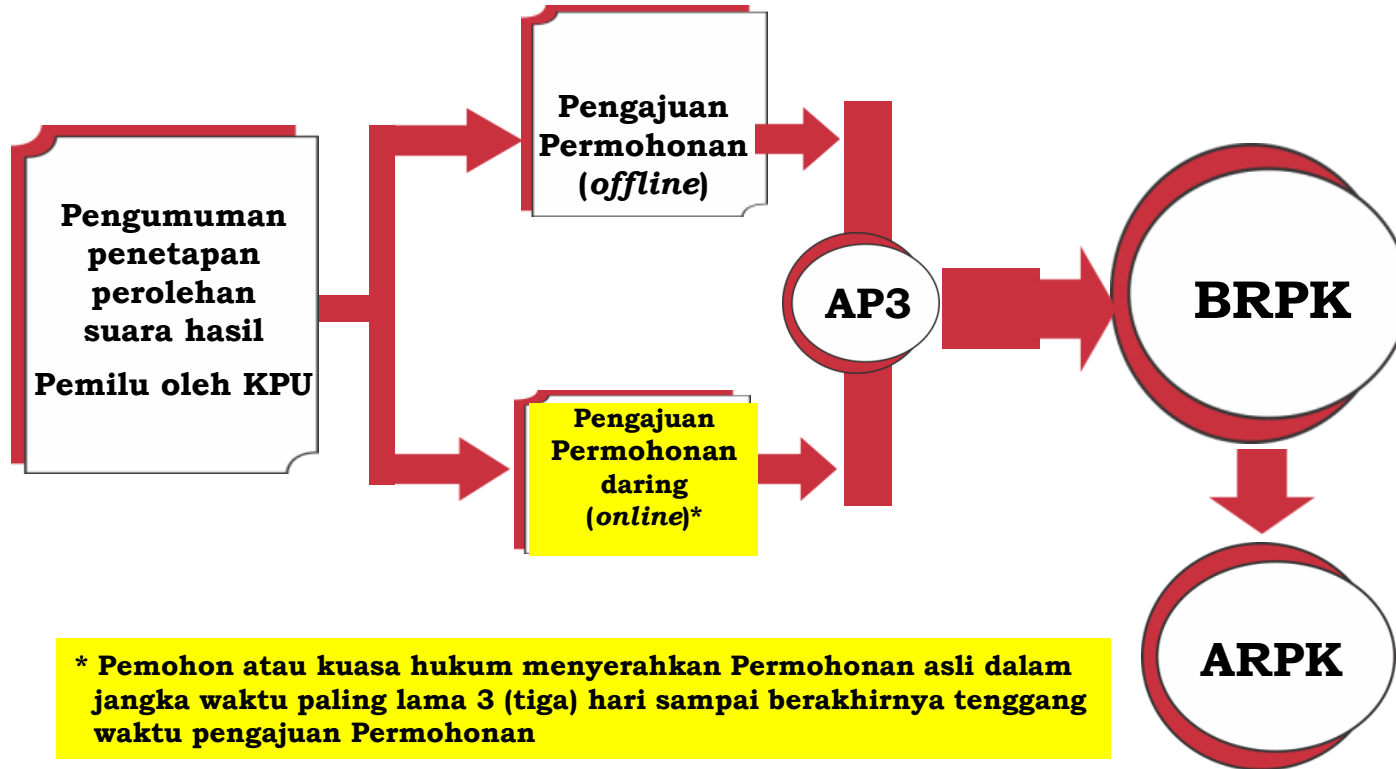 Pengumuman
penetapan
perolehan
suara hasil
Pemilu oleh KPU
Pengajuan
Permohonan
(offline)
Pengajuan
Permohonan
daring
(online)*
AP3
BRPK
ARPK
* Pemohon atau kuasa hukum menyerahkan Permohonan asli dalam
jangka waktu paling lama 3 (tiga) hari sampai berakhirnya tenggang
waktu pengajuan Permohonan